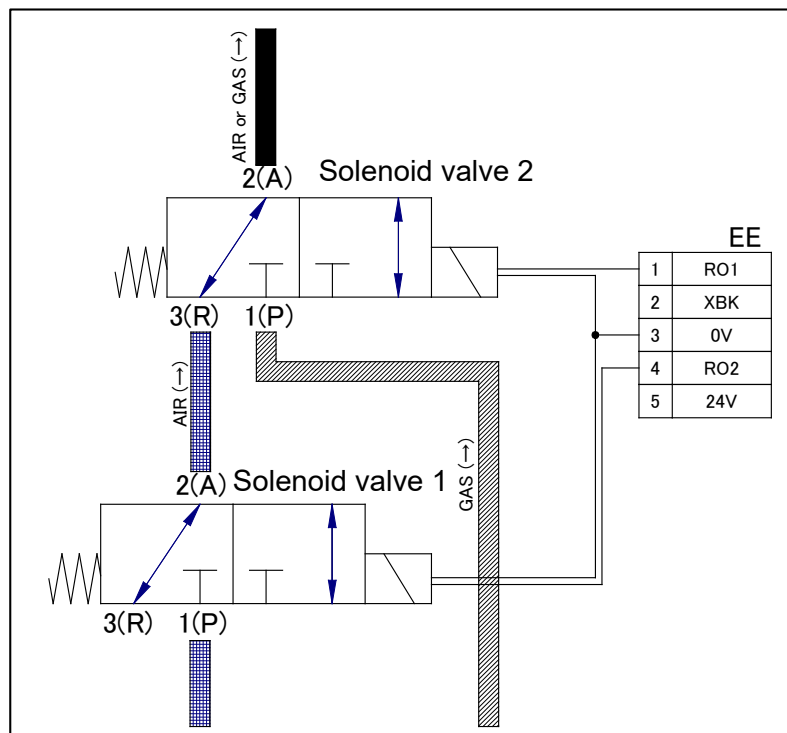 AIR or GAS (→)
2(A)
Solenoid valve 2
3(R)
1(P)
EE
1 RO1
2 XBK
3 0V
4 RO2
5 24V
AIR (→)
GAS (→)
2(A)
Solenoid valve 1
3(R)
1(P)